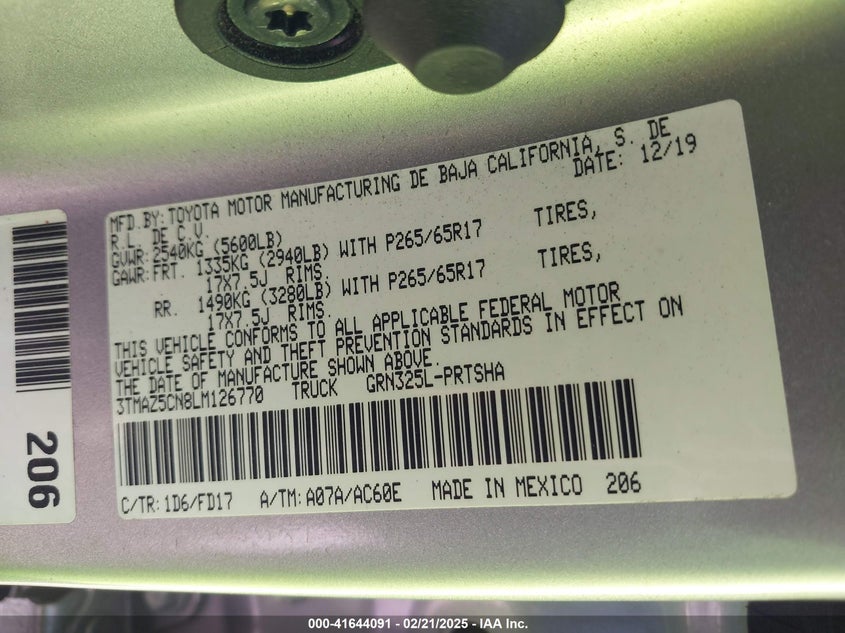 MFD.BY:TOYOTA MOTOR MANUFACTURING DE BAJA CALIFORNIA, S. DE
R.L. DE C.V. DATE: 12/19
GVWR:2540KG (5600LB)
GAWR:FRT. 1335KG (2940LB) WITH P265/65R17 TIRES,
17X7.5J RIMS.
RR. 1490KG (3280LB) WITH P265/65R17 TIRES,
17X7.5J RIMS.
THIS VEHICLE CONFORMS TO ALL APPLICABLE FEDERAL MOTOR
VEHICLE SAFETY AND THEFT PREVENTION STANDARDS IN EFFECT ON
THE DATE OF MANUFACTURE SHOWN ABOVE.
3TMAZ5CN8LM126770 TRUCK GRN325L-PRTSHA
C/TR:1D6/FD17 A/TM:A07A/AC60E MADE IN MEXICO 206
206
000-41644091 - 02/21/2025 - IAA Inc.